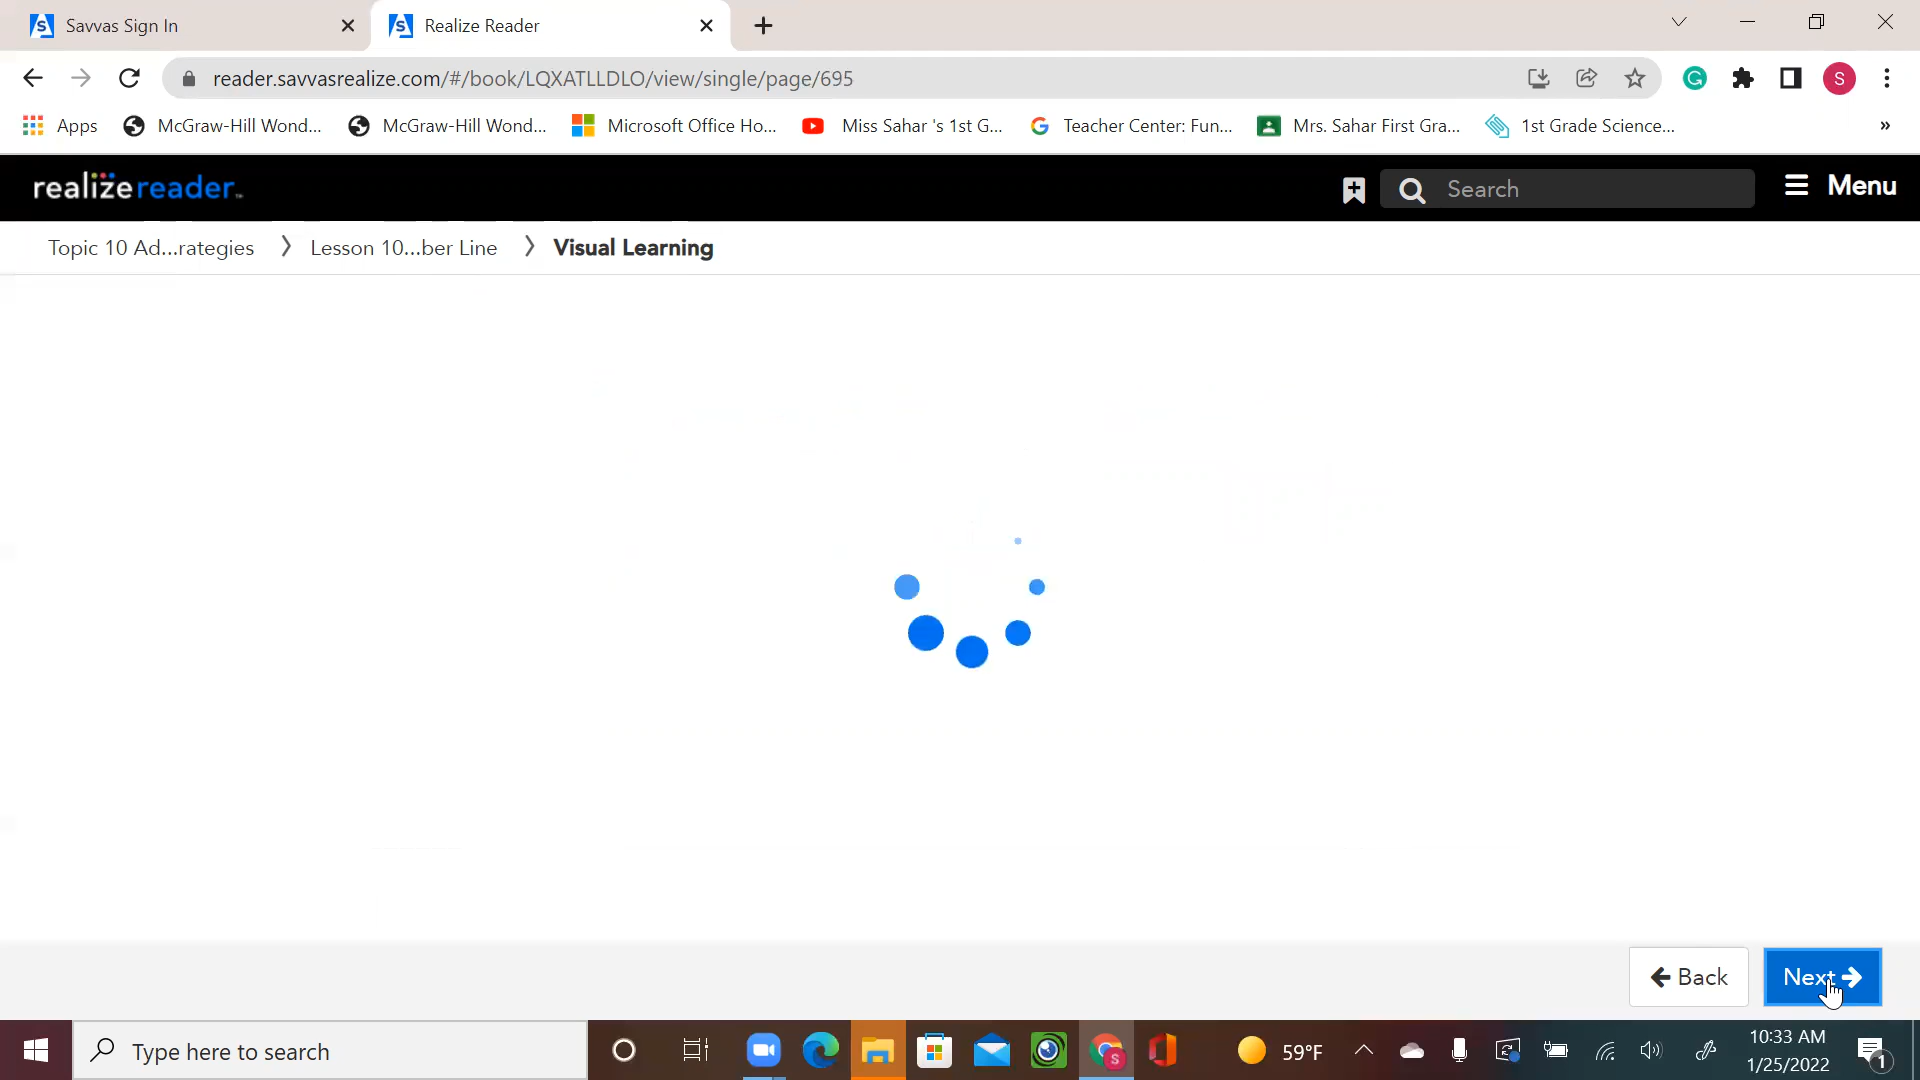 Savvas Sign In
Realize Reader
reader.savvasrealize.com/#/book/LQXATLLDLO/view/single/page/695
S
Apps
McGraw-Hill Wond...
McGraw-Hill Wond...
Microsoft Office Ho...
Miss Sahar 's 1st G...
Teacher Center: Fun...
Mrs. Sahar First Gra...
1st Grade Science...
»
realizereader™
Search
Menu
Topic 10 Ad...rategies
Lesson 10...ber Line
Visual Learning
Back
Next
Type here to search
59°F
10:33 AM
1/25/2022
1